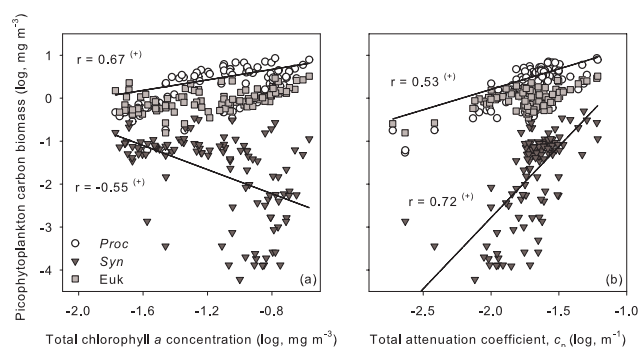 Picophytoplankton carbon biomass (log, mg m-3)
1
0
-1
-2
-3
-4
r = 0.67 (+)
r = -0.55 (+)
Proc
Syn
Euk
(a)
-2.0
-1.6
-1.2
-0.8
Total chlorophyll a concentration (log, mg m-3)
r = 0.53 (+)
r = 0.72 (+)
(b)
-2.5
-2.0
-1.5
-1.0
Total attenuation coefficient, cp (log, m-1)